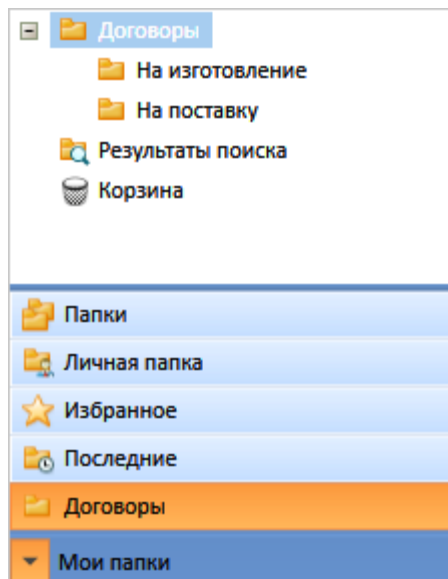 Договоры
На изготовление
На поставку
Результаты поиска
Корзина
Папки
Личная папка
Избранное
Последние
Договоры
Мои папки